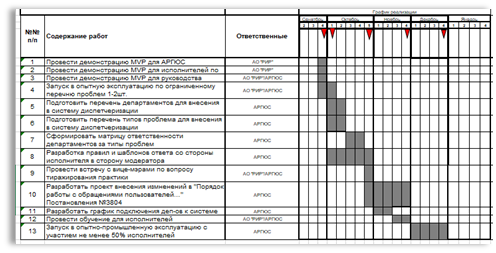 График реализации
№№ Содержание работ Ответственные Сентябрь Октябрь Ноябрь Декабрь Январь
п/п
1 Провести демонстрацию MVP для АРГЮС АО "РИР"
2 Провести демонстрацию MVP для исполнителей по АО "РИР"
3 Провести демонстрацию MVP для руководства АО "РИР"/АРГЮС
4 Запуск в опытную эксплуатацию по ограниченному
перечню проблем 1-2шт. АО "РИР"/АРГЮС
5 Подготовить перечень департаментов для внесения
в систему диспетчеризации АРГЮС
6 Подготовить перечень типов проблема для внесения
в систему диспетчеризации АРГЮС
7 Сформировать матрицу ответственности
департаментов за типы проблем АРГЮС
8 Разработка правил и шаблонов ответа со стороны
исполнителя в сторону модератора АРГЮС
9 Провести встречу с вице-мэрами по вопросу
тиражирования практики АО "РИР"/АРГЮС
10 Разработать проект внесения изменений в "Порядок
работы с обращениями пользователей..."
Постановления №3804 АРГЮС
11 Разработать график подключения деп-ов к системе АРГЮС
12 Провести обучение для исполнителей АО "РИР"/АРГЮС
13 Запуск в опытно-промышленную эксплуатацию с
участием не менее 50% исполнителей АРГЮС